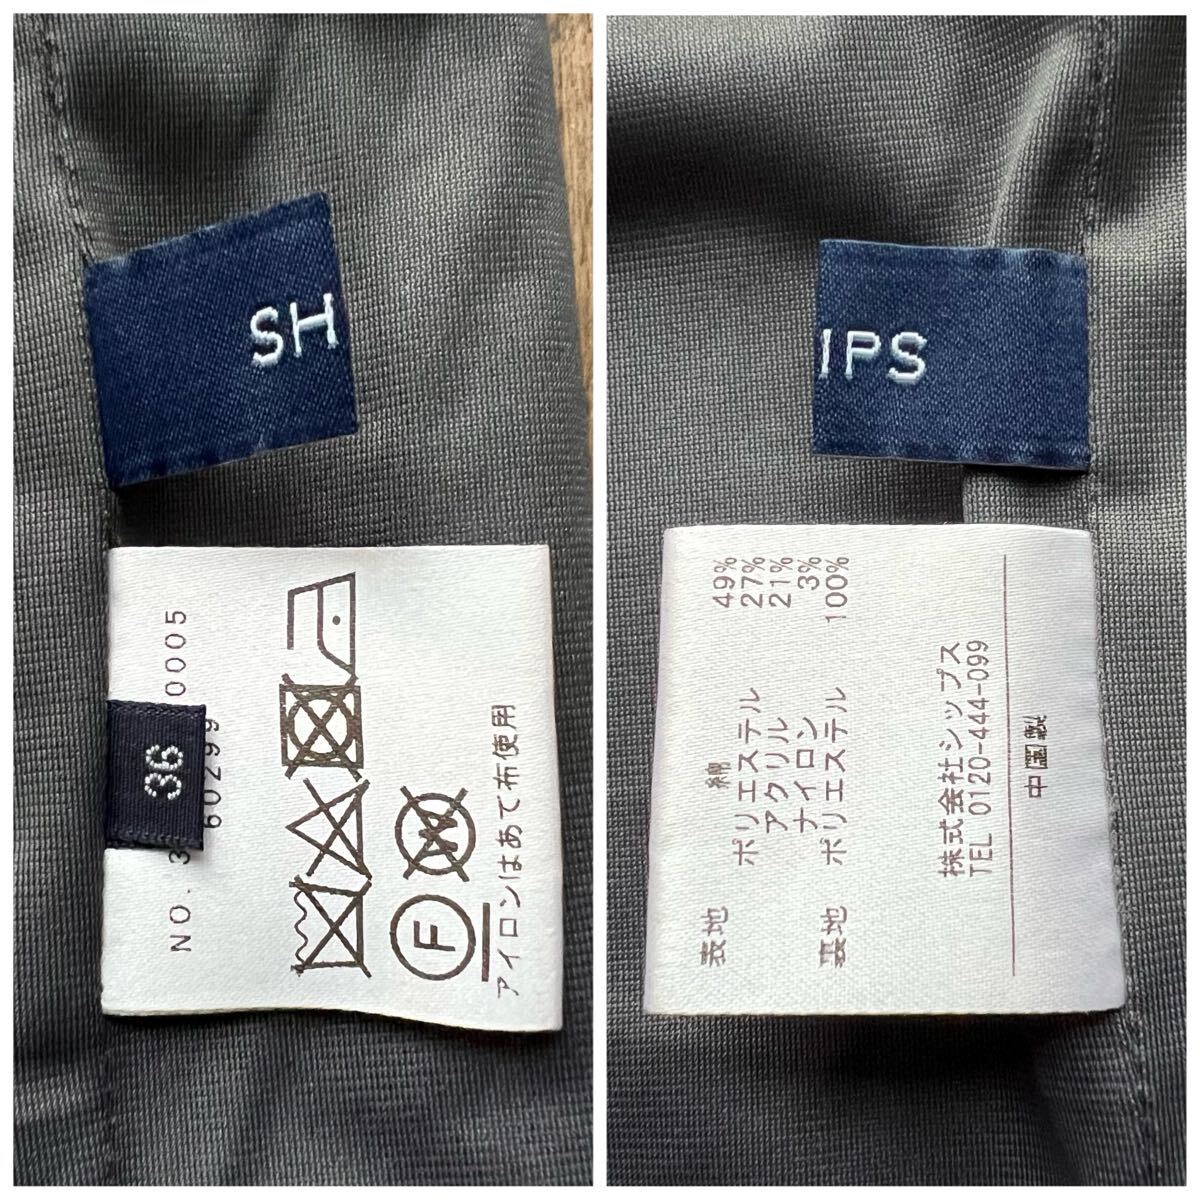 SH
NO. 3
0005
60299
36
F
W
アイロンはあて布使用
IPS
表地 綿 49%
ポリエステル 27%
アクリル 21%
ナイロン 3%
裏地 ポリエステル 100%
株式会社シップス
TEL 0120-444-099
中国製